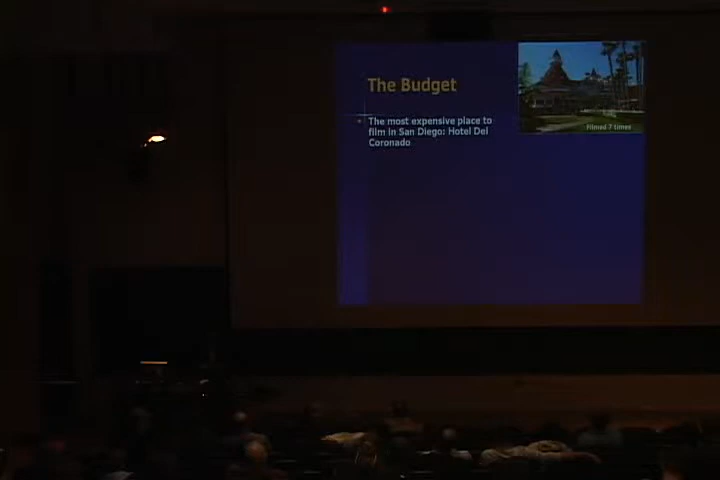 The Budget
The most expensive place to
film in San Diego: Hotel Del
Coronado
Filmed 7 times